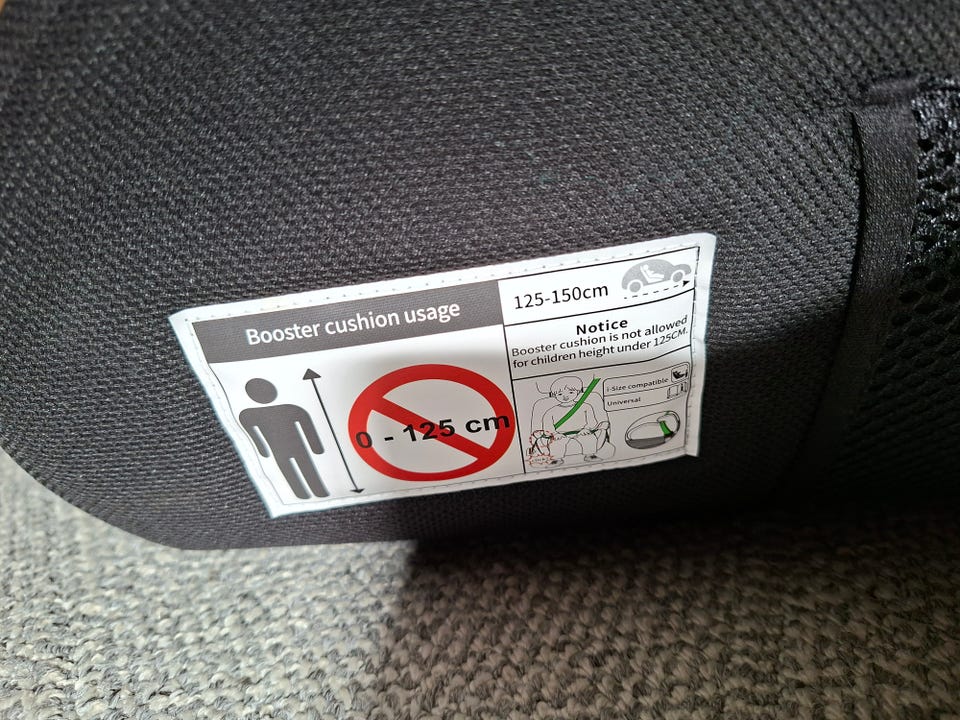 Booster cushion usage
0 - 125 cm
125-150cm
Notice
Booster cushion is not allowed
for children height under 125CM.
i-Size compatible
Universal